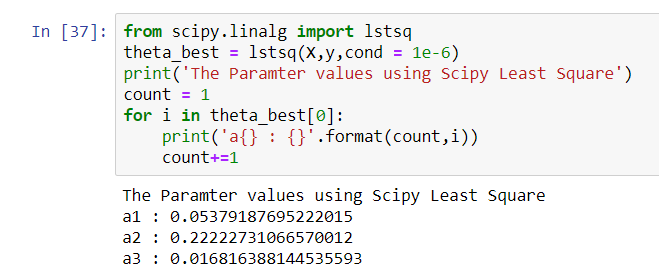 In [37]: from scipy.linalg import lstsq
theta_best = lstsq(X,y,cond = 1e-6)
print('The Paramter values using Scipy Least Square')
count = 1
for i in theta_best[0]:
    print('a{} : {}'.format(count,i))
    count+=1
The Paramter values using Scipy Least Square
a1 : 0.05379187695222015
a2 : 0.22222731066570012
a3 : 0.016816388144535593